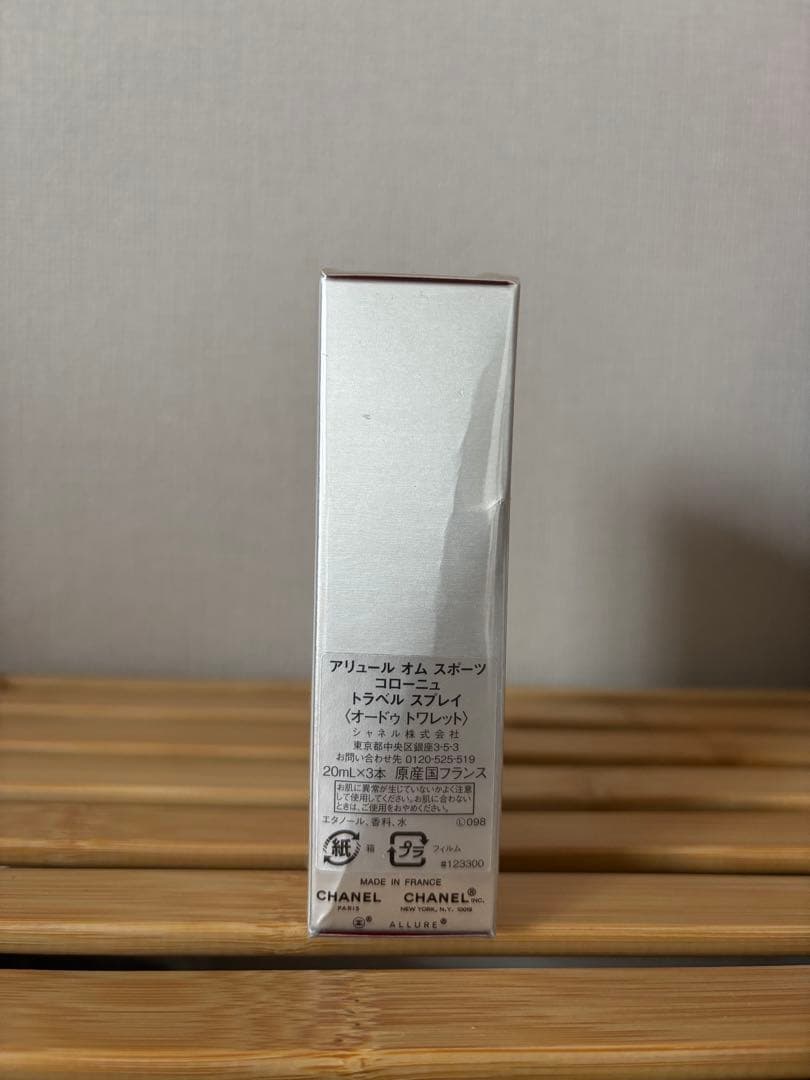 アリュール オム スポーツ
コローニュ
トラベル スプレイ
〈オードゥ トワレット〉
シャネル株式会社
東京都中央区銀座3-5-3
お問い合わせ先 0120-525-519
20mL×3本 原産国フランス
お肌に異常が生じていないかよく注意
して使用してください。お肌に合わない
ときは、ご使用をおやめください。
エタノール、香料、水 Ⓛ098
紙 箱 プラ フィルム
#123300
MADE IN FRANCE
CHANEL CHANEL® INC.
PARIS NEW YORK, N.Y. 10019
® ALLURE®